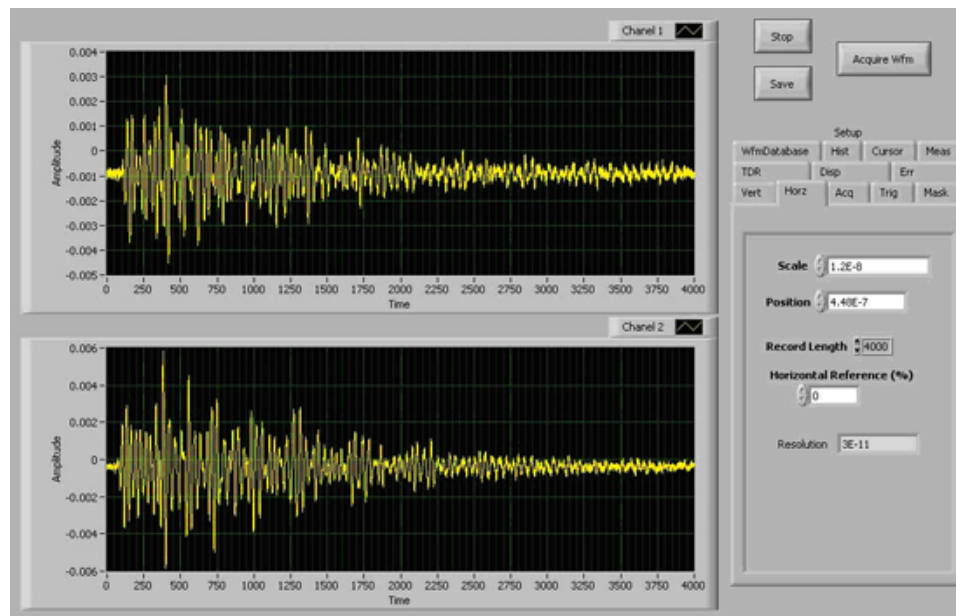 Chanel 1
0.004
0.003
0.002
0.001
0
-0.001
-0.002
-0.003
-0.004
-0.005
Amplitude
0 250 500 750 1000 1250 1500 1750 2000 2250 2500 2750 3000 3250 3500 3750 4000
Time
Chanel 2
0.006
0.004
0.002
0
-0.002
-0.004
-0.006
Amplitude
0 250 500 750 1000 1250 1500 1750 2000 2250 2500 2750 3000 3250 3500 3750 4000
Time
Stop
Acquire Wfm
Save
Setup
WfmDatabase Hist Cursor Meas
TDR Disp Err
Vert Horz Acq Trig Mask
Scale 1.2E-8
Position 4.48E-7
Record Length 4000
Horizontal Reference (%)
0
Resolution 3E-11